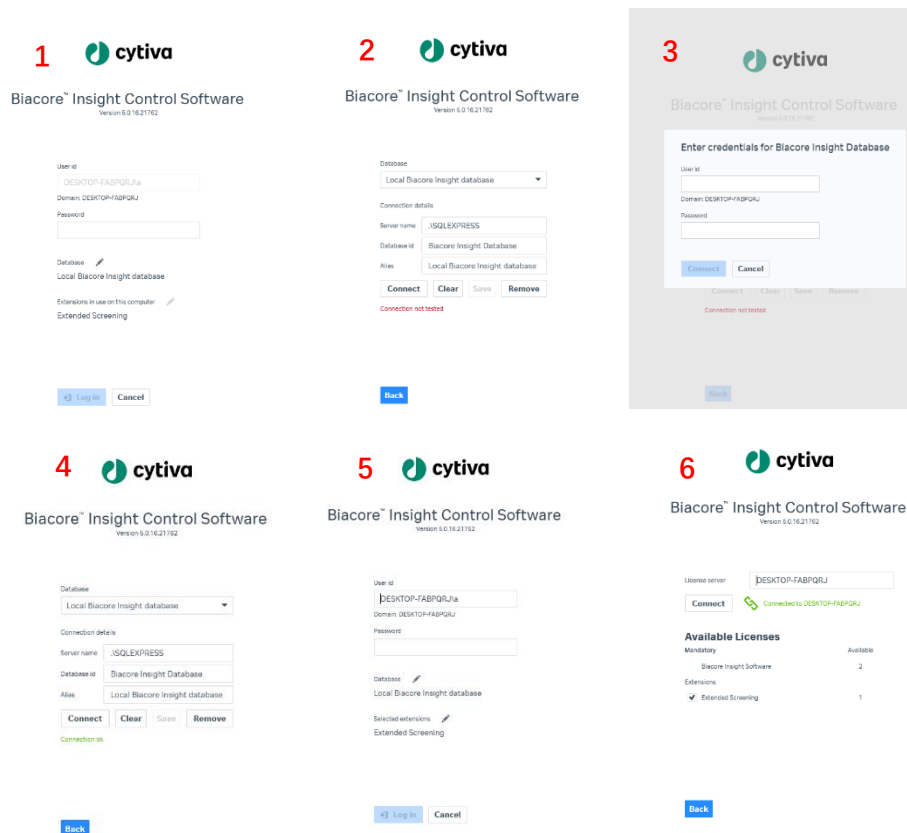 1
cytiva
Biacore™ Insight Control Software
Version 5.0.16.21762
User id
DESKTOP-FABPQRJ\a
Domain: DESKTOP-FABPQRJ
Password
Database
Local Biacore Insight database
Extensions in use on this computer
Extended Screening
Log in Cancel
2
cytiva
Biacore™ Insight Control Software
Version 5.0.16.21762
Database
Local Biacore Insight database
Connection details
Server name .\SQLEXPRESS
Database id Biacore Insight Database
Alias Local Biacore Insight database
Connect Clear Save Remove
Connection not tested
Back
3
cytiva
Biacore™ Insight Control Software
Version 5.0.16.21762
Enter credentials for Biacore Insight Database
User id
Domain: DESKTOP-FABPQRJ
Password
Connect Cancel
Connect Clear Save Remove
Connection not tested
Back
4
cytiva
Biacore™ Insight Control Software
Version 5.0.16.21762
Database
Local Biacore Insight database
Connection details
Server name .\SQLEXPRESS
Database id Biacore Insight Database
Alias Local Biacore Insight database
Connect Clear Save Remove
Connection ok
Back
5
cytiva
Biacore™ Insight Control Software
Version 5.0.16.21762
User id
DESKTOP-FABPQRJ\a
Domain: DESKTOP-FABPQRJ
Password
Database
Local Biacore Insight database
Selected extensions
Extended Screening
Log in Cancel
6
cytiva
Biacore™ Insight Control Software
Version 5.0.16.21762
License server DESKTOP-FABPQRJ
Connect Connected to DESKTOP-FABPQRJ
Available Licenses
Mandatory Available
Biacore Insight Software 2
Extensions
Extended Screening 1
Back